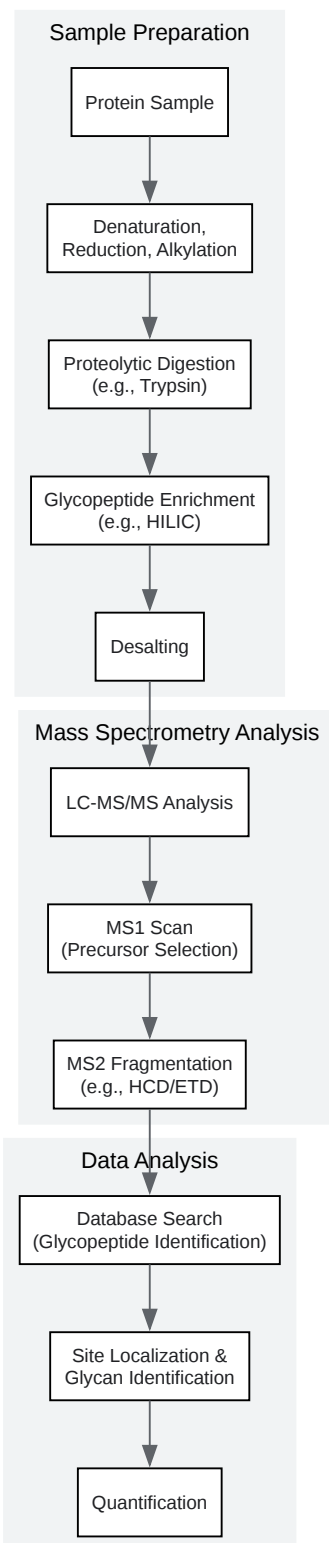 Sample Preparation
Protein Sample
Denaturation,
Reduction, Alkylation
Proteolytic Digestion
(e.g., Trypsin)
Glycopeptide Enrichment
(e.g., HILIC)
Desalting
Mass Spectrometry Analysis
LC-MS/MS Analysis
MS1 Scan
(Precursor Selection)
MS2 Fragmentation
(e.g., HCD/ETD)
Data Analysis
Database Search
(Glycopeptide Identification)
Site Localization &
Glycan Identification
Quantification